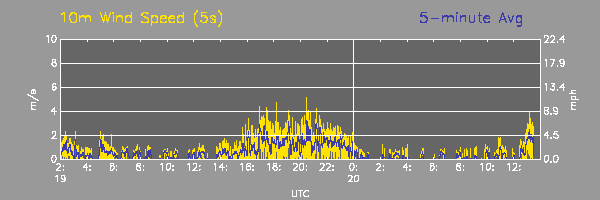 10m Wind Speed (5s) 5-minute Avg
10 22.4
8 17.9
6 13.4
4 8.9
2 4.5
0 0.0
m/s mph
2: 4: 6: 8: 10: 12: 14: 16: 18: 20: 22: 0: 2: 4: 6: 8: 10: 12:
19 20
UTC